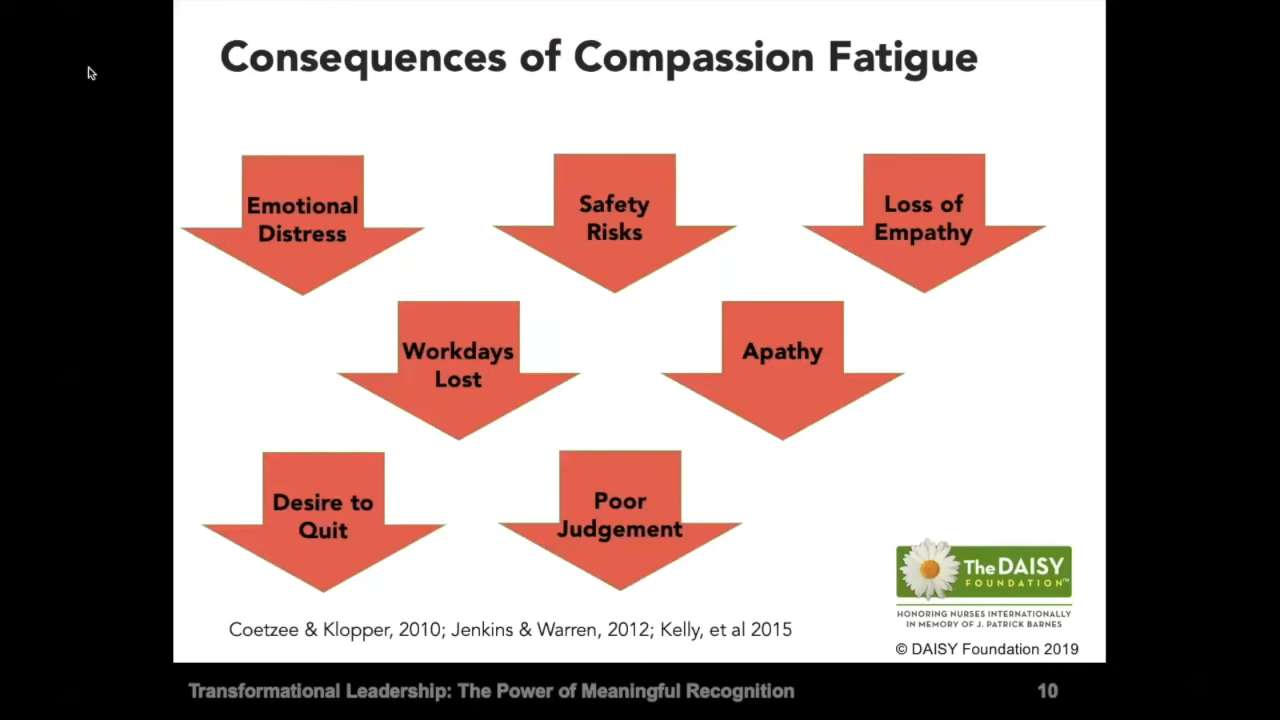 Consequences of Compassion Fatigue
Emotional
Distress
Safety
Risks
Loss of
Empathy
Workdays
Lost
Apathy
Desire to
Quit
Poor
Judgement
The DAISY
FOUNDATION™
HONORING NURSES INTERNATIONALLY
IN MEMORY OF J. PATRICK BARNES
Coetzee & Klopper, 2010; Jenkins & Warren, 2012; Kelly, et al 2015
© DAISY Foundation 2019
Transformational Leadership: The Power of Meaningful Recognition
10